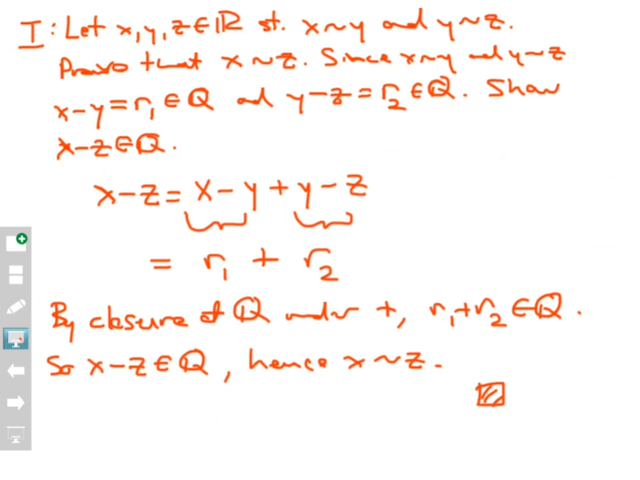 T: Let x, y, z ∈ ℝ st. x ~ y and y ~ z.
Prove that x ~ z. Since x ~ y and y ~ z
x - y = r₁ ∈ ℚ and y - z = r₂ ∈ ℚ. Show
x - z ∈ ℚ.
x - z = x - y + y - z
= r₁ + r₂
By closure of ℚ under +, r₁ + r₂ ∈ ℚ.
So x - z ∈ ℚ, hence x ~ z.